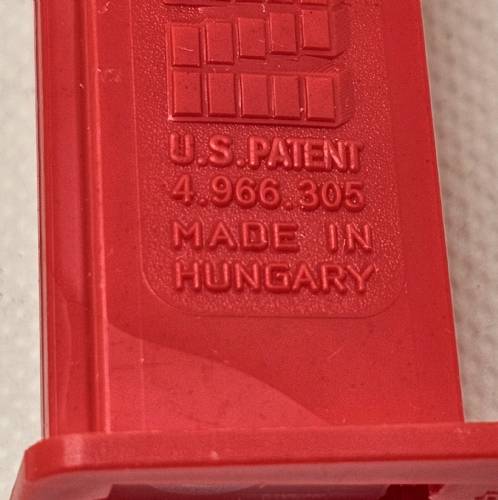 U.S.PATENT
4.966.305
MADE IN
HUNGARY